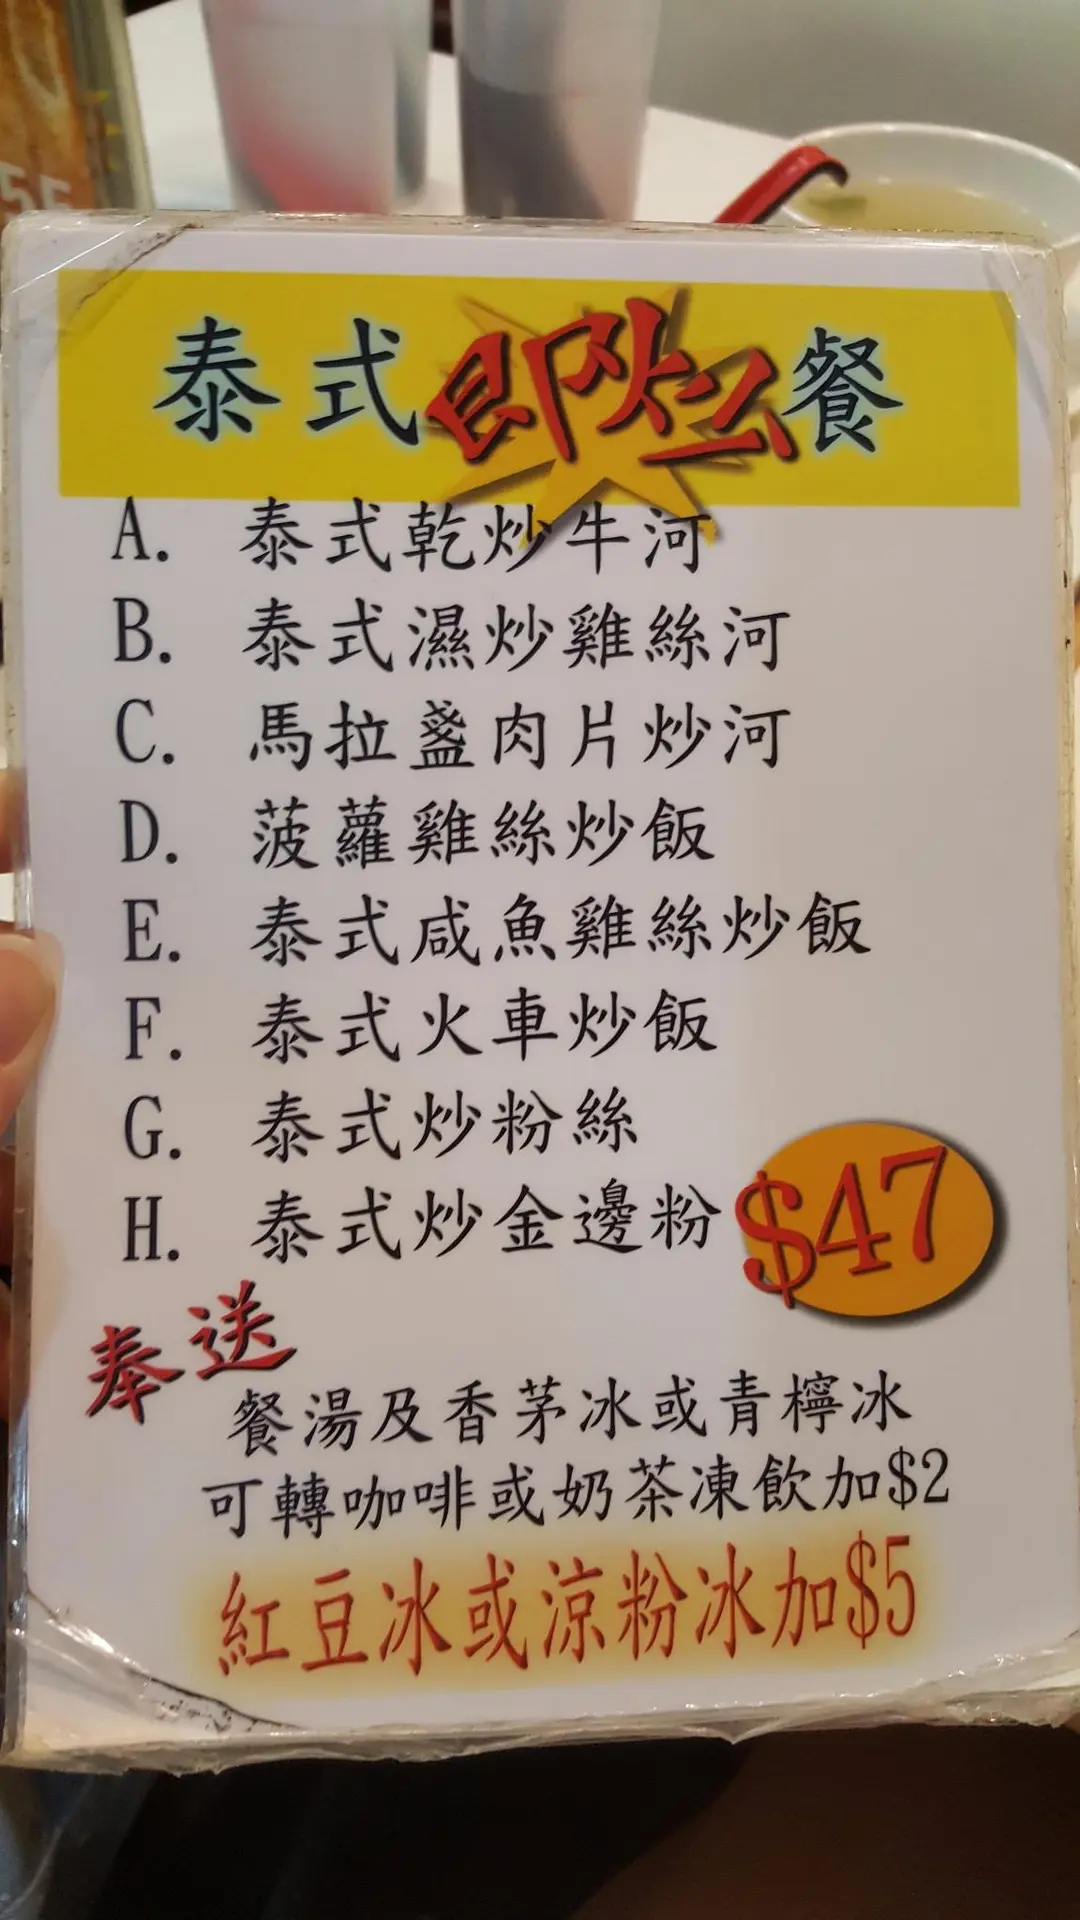 55
泰式即炒餐
A. 泰式乾炒牛河
B. 泰式濕炒雞絲河
C. 馬拉盞肉片炒河
D. 菠蘿雞絲炒飯
E. 泰式咸魚雞絲炒飯
F. 泰式火車炒飯
G. 泰式炒粉絲
H. 泰式炒金邊粉
$47
奉送
餐湯及香茅冰或青檸冰
可轉咖啡或奶茶凍飲加$2
紅豆冰或涼粉冰加$5